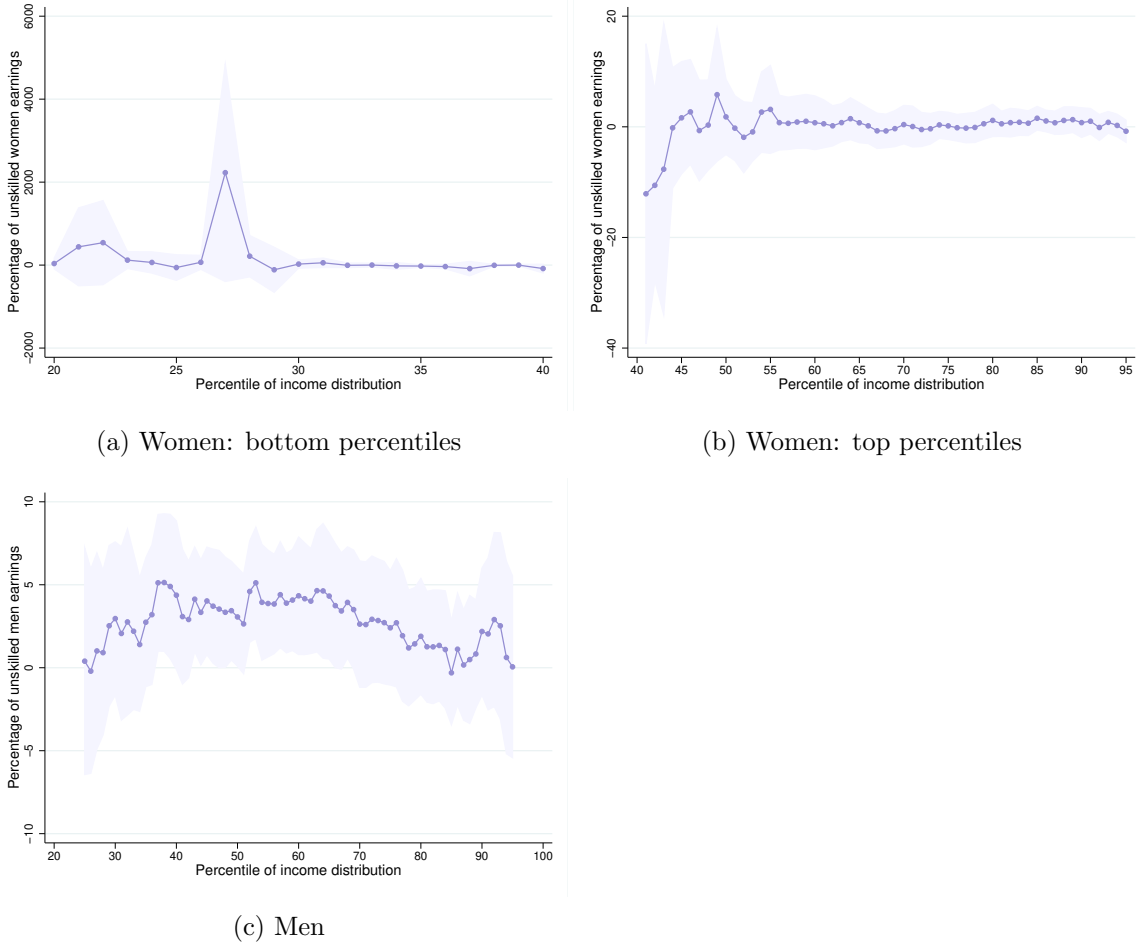 Percentage of unskilled women earnings
6000
4000
2000
0
−2000
20 25 30 35 40
Percentile of income distribution
(a) Women: bottom percentiles
Percentage of unskilled women earnings
20
0
−20
−40
40 45 50 55 60 65 70 75 80 85 90 95
Percentile of income distribution
(b) Women: top percentiles
Percentage of unskilled men earnings
10
5
0
−5
−10
20 30 40 50 60 70 80 90 100
Percentile of income distribution
(c) Men